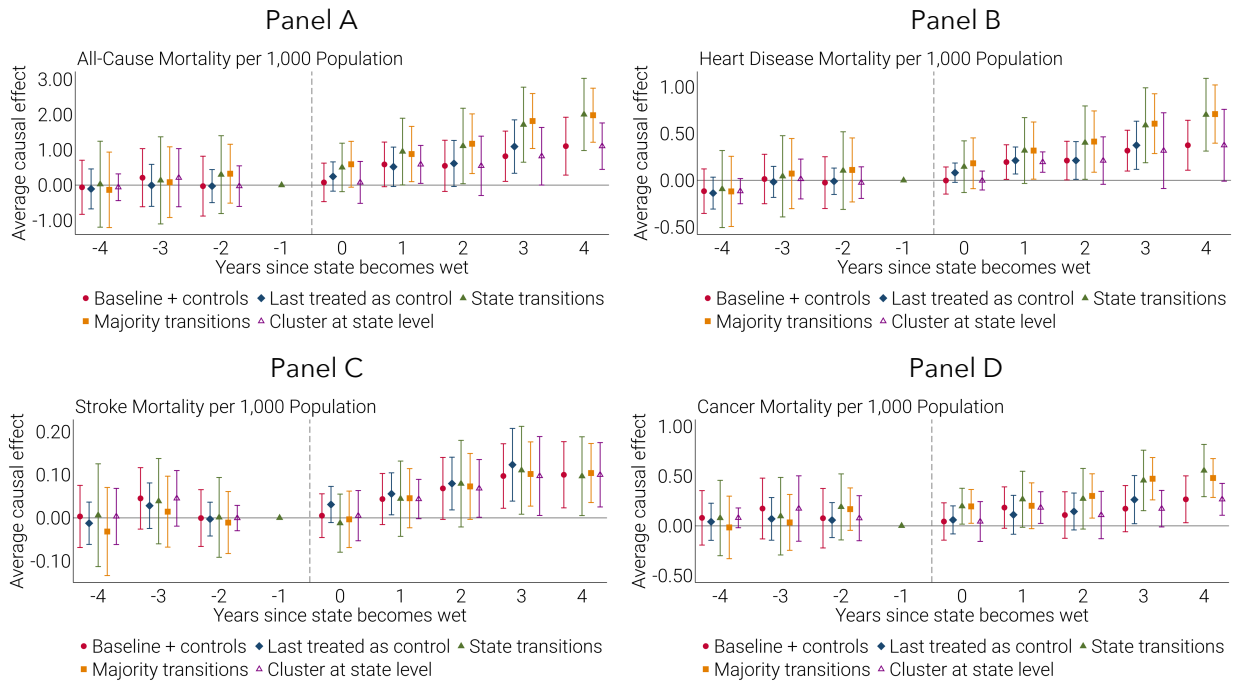 Panel A
All-Cause Mortality per 1,000 Population
Average causal effect
3.00
2.00
1.00
0.00
-1.00
-4 -3 -2 -1 0 1 2 3 4
Years since state becomes wet
Baseline + controls Last treated as control State transitions
Majority transitions Cluster at state level
Panel B
Heart Disease Mortality per 1,000 Population
Average causal effect
1.00
0.50
0.00
-0.50
-4 -3 -2 -1 0 1 2 3 4
Years since state becomes wet
Baseline + controls Last treated as control State transitions
Majority transitions Cluster at state level
Panel C
Stroke Mortality per 1,000 Population
Average causal effect
0.20
0.10
0.00
-0.10
-4 -3 -2 -1 0 1 2 3 4
Years since state becomes wet
Baseline + controls Last treated as control State transitions
Majority transitions Cluster at state level
Panel D
Cancer Mortality per 1,000 Population
Average causal effect
1.00
0.50
0.00
-0.50
-4 -3 -2 -1 0 1 2 3 4
Years since state becomes wet
Baseline + controls Last treated as control State transitions
Majority transitions Cluster at state level